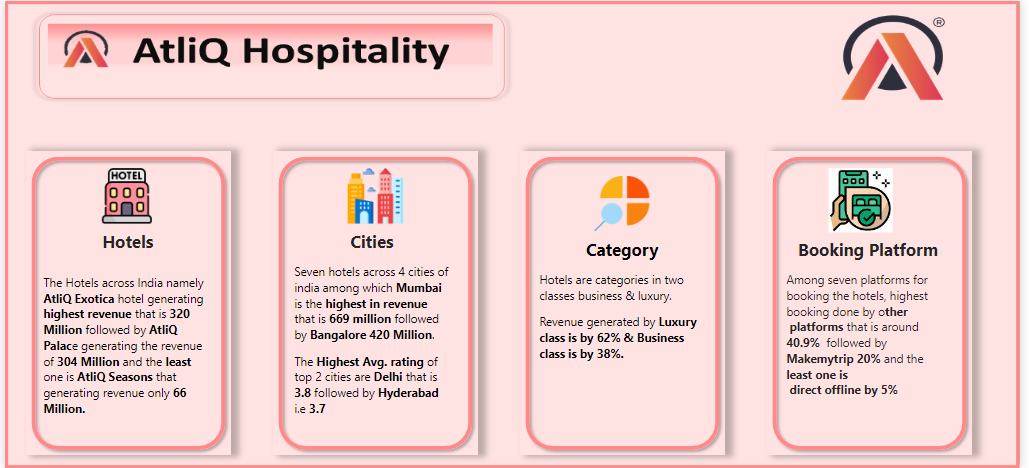 AtliQ Hospitality
®
HOTEL
Hotels
The Hotels across India namely
AtliQ Exotica hotel generating
highest revenue that is 320
Million followed by AtliQ
Palace generating the revenue
of 304 Million and the least
one is AtliQ Seasons that
generating revenue only 66
Million.
Cities
Seven hotels across 4 cities of
india among which Mumbai
is the highest in revenue
that is 669 million followed
by Bangalore 420 Million.
The Highest Avg. rating of
top 2 cities are Delhi that is
3.8 followed by Hyderabad
i.e 3.7
Category
Hotels are categories in two
classes business & luxury.
Revenue generated by Luxury
class is by 62% & Business
class is by 38%.
Booking Platform
Among seven platforms for
booking the hotels, highest
booking done by other
platforms that is around
40.9% followed by
Makemytrip 20% and the
least one is
direct offline by 5%